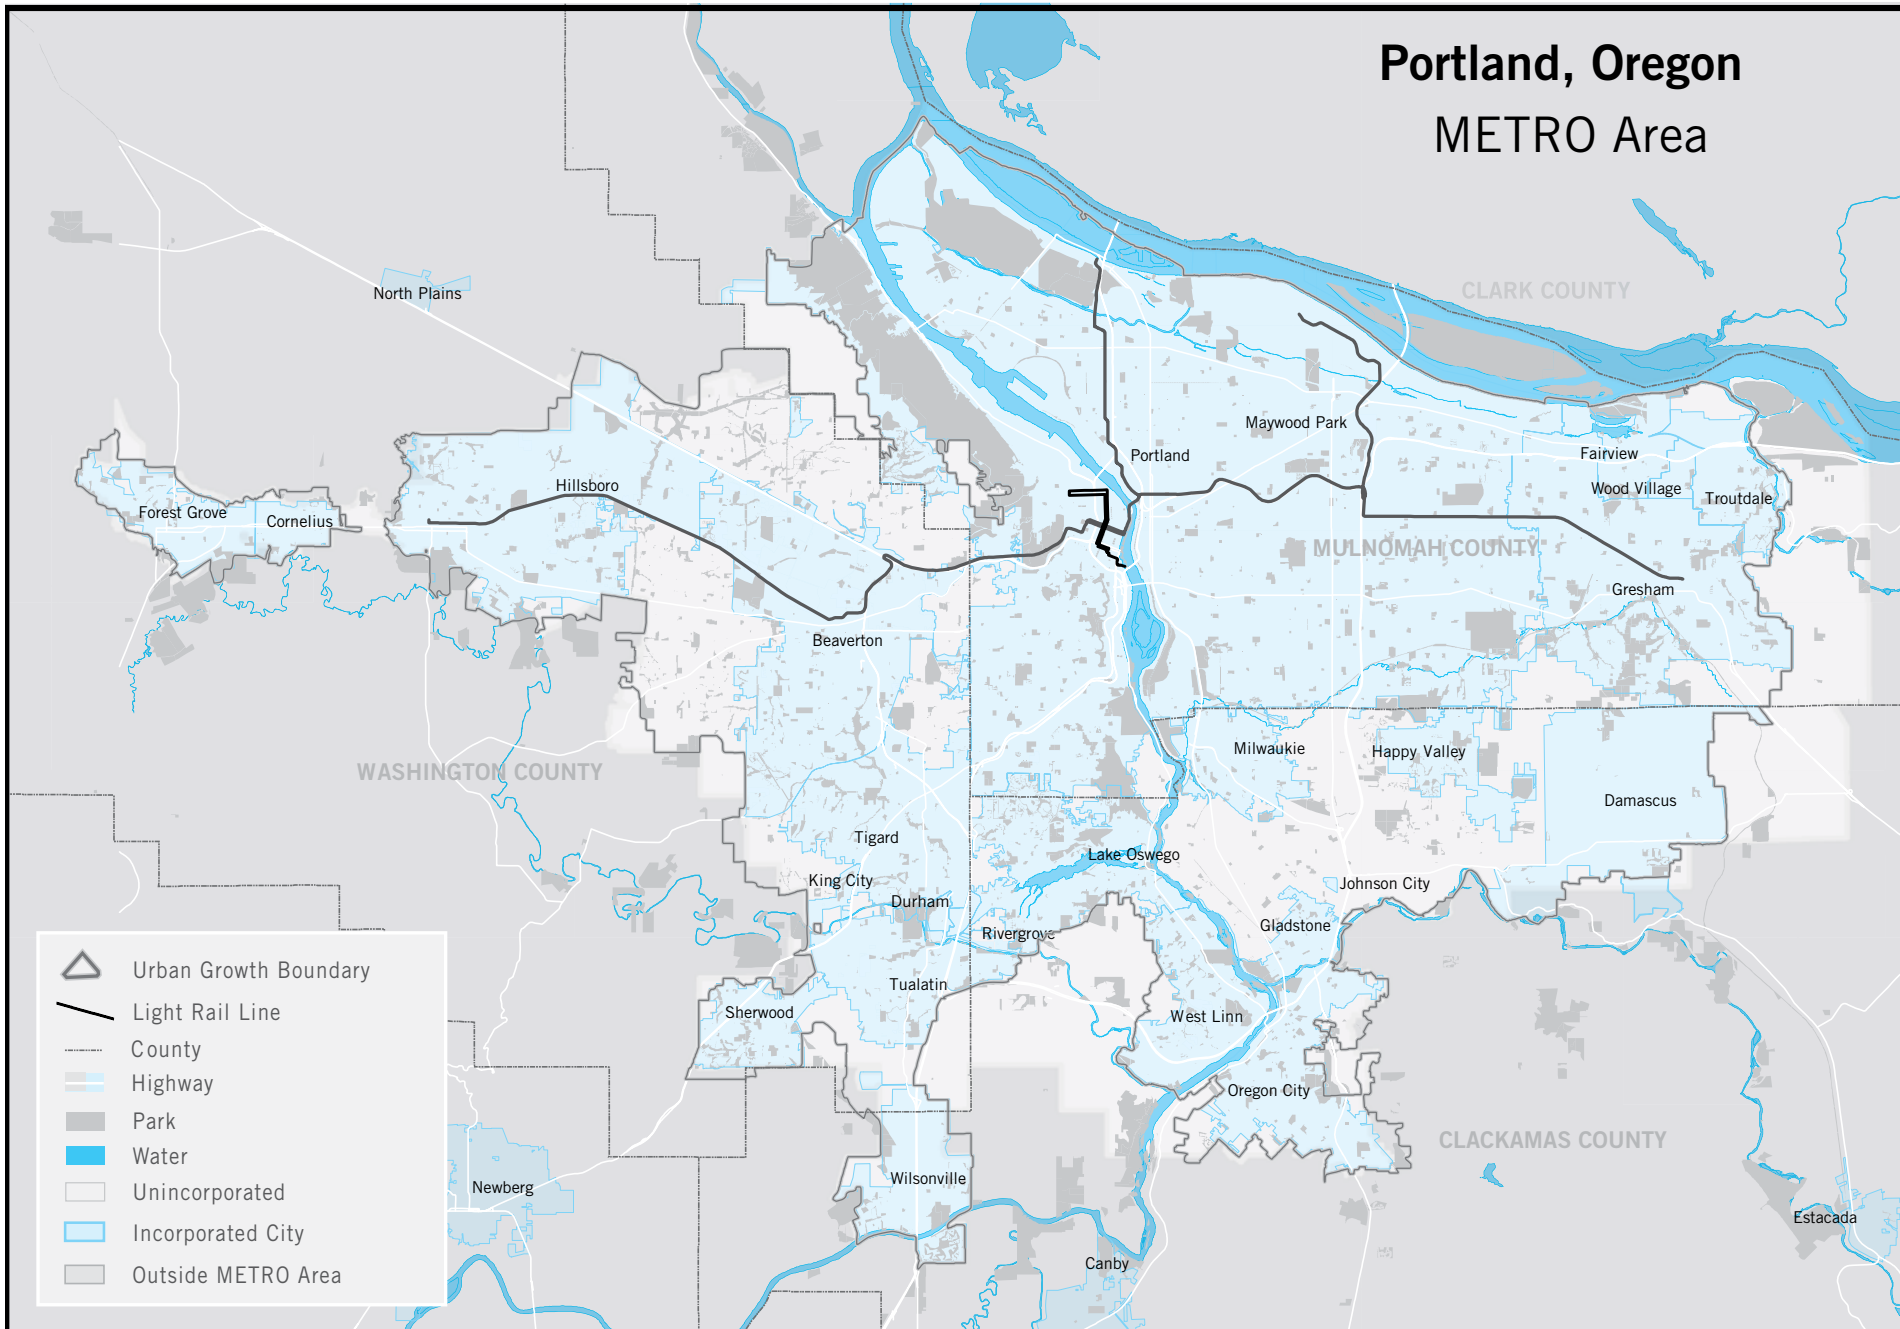 Portland, Oregon
METRO Area
CLARK COUNTY
North Plains
Maywood Park
Portland
Fairview
Hillsboro
Wood Village
Troutdale
Forest Grove
Cornelius
MULNOMAH COUNTY
Gresham
Beaverton
Milwaukie
Happy Valley
WASHINGTON COUNTY
Damascus
Tigard
Lake Oswego
King City
Johnson City
Durham
Gladstone
Rivergrove
Tualatin
Sherwood
West Linn
Oregon City
CLACKAMAS COUNTY
Wilsonville
Newberg
Estacada
Canby
Urban Growth Boundary
Light Rail Line
County
Highway
Park
Water
Unincorporated
Incorporated City
Outside METRO Area